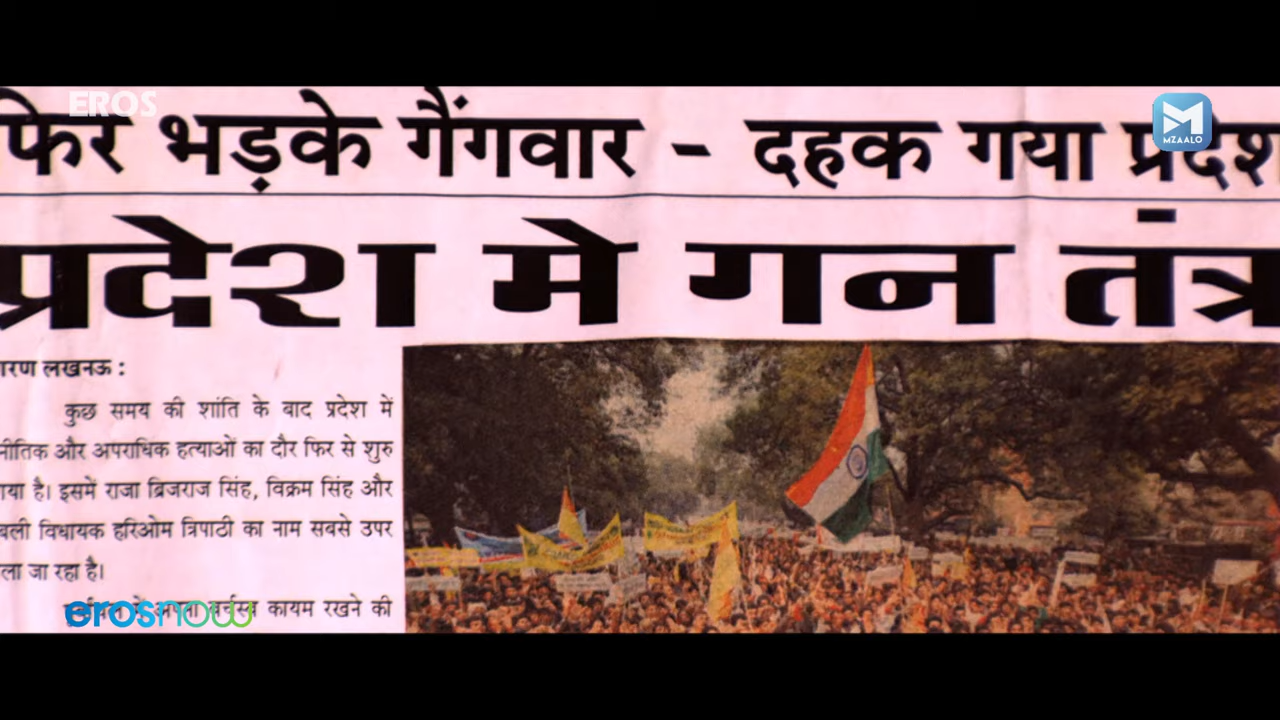 EROS
MZAALO
फिर भड़के गैंगवार - दहक गया प्रदेश
प्रदेश मे गन तंत्र
लखनऊ :
कुछ समय की शांति के बाद प्रदेश में
और अपराधिक हत्याओं का दौर फिर से शुरु
है। इसमें राजा ब्रिजराज सिंह, विक्रम सिंह और
विधायक हरिओम त्रिपाठी का नाम सबसे उपर
जा रहा है।
कायम रखने की
erosnow